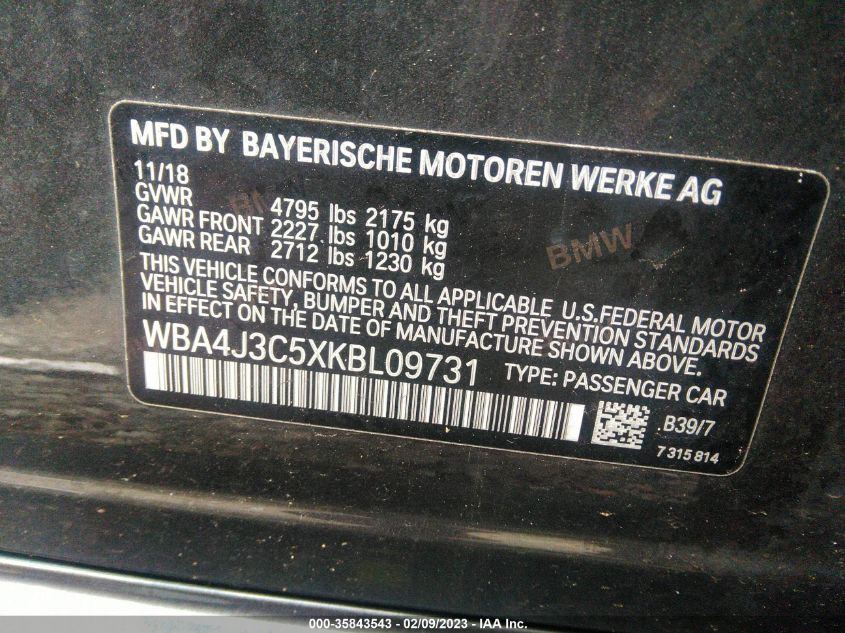 MFD BY BAYERISCHE MOTOREN WERKE AG
11/18
GVWR 4795 lbs 2175 kg
GAWR FRONT 2227 lbs 1010 kg
GAWR REAR 2712 lbs 1230 kg
BMW BMW
THIS VEHICLE CONFORMS TO ALL APPLICABLE U.S.FEDERAL MOTOR
VEHICLE SAFETY, BUMPER AND THEFT PREVENTION STANDARDS
IN EFFECT ON THE DATE OF MANUFACTURE SHOWN ABOVE.
WBA4J3C5XKBL09731 TYPE: PASSENGER CAR
B39/7
7 315 814
000-35843543 - 02/09/2023 - IAA Inc.